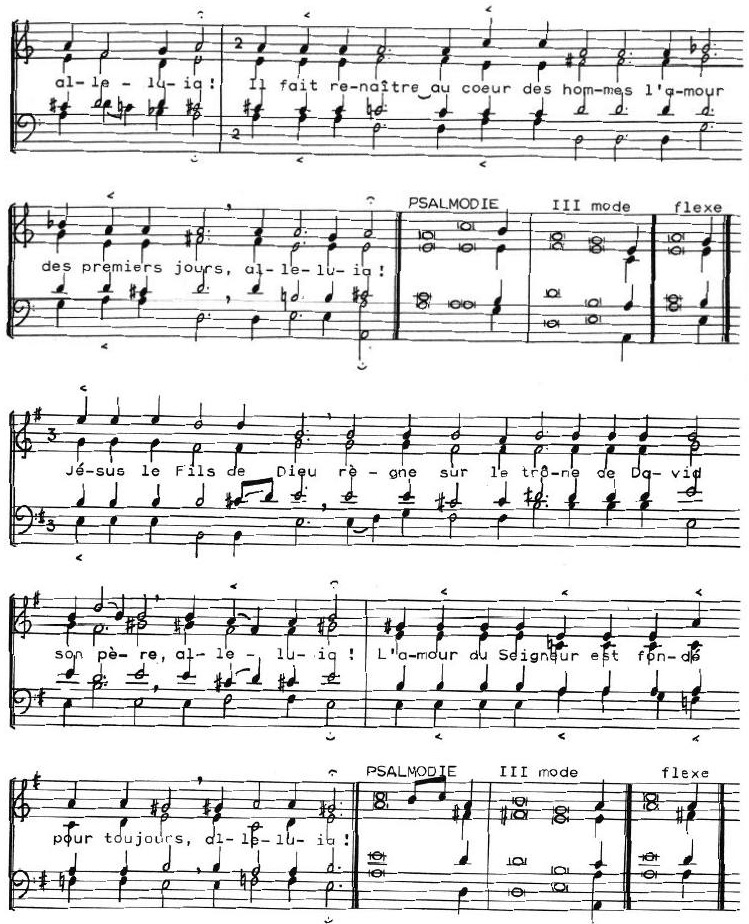 al-le - lu-ia! Il fait re-naître au coeur des hom-mes l'a-mour
PSALMODIE III mode flexe
des premiers jours, al-le-lu-ia!
Jé-sus le Fils de Dieu rè - gne sur le trô-ne de Da-vid
son pè-re, al-le - lu-ia ! L'a-mour du Seigneur est fon-dé
PSALMODIE III mode flexe
pour toujours, al-le-lu-ia!